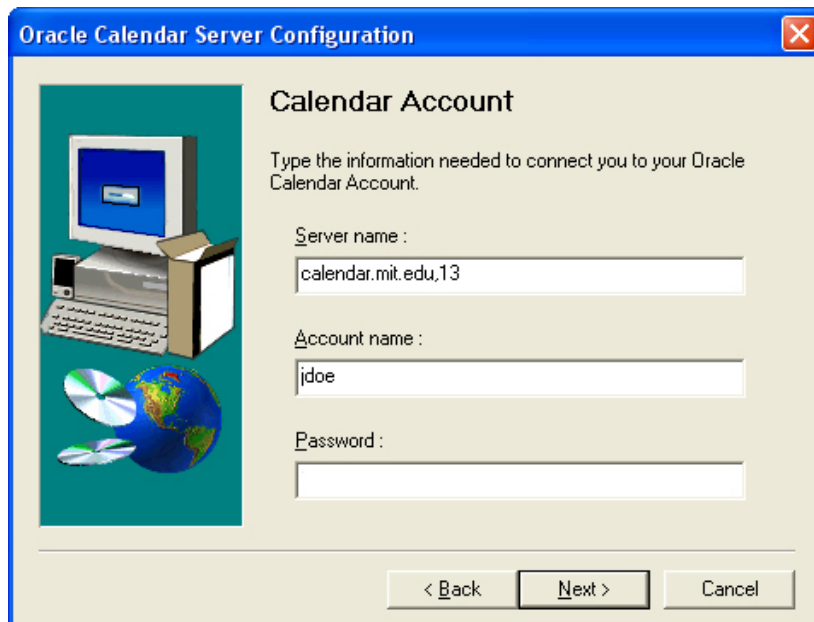 Oracle Calendar Server Configuration
Calendar Account
Type the information needed to connect you to your Oracle
Calendar Account.
Server name :
calendar.mit.edu,13
Account name :
jdoe
Password :
< Back
Next >
Cancel